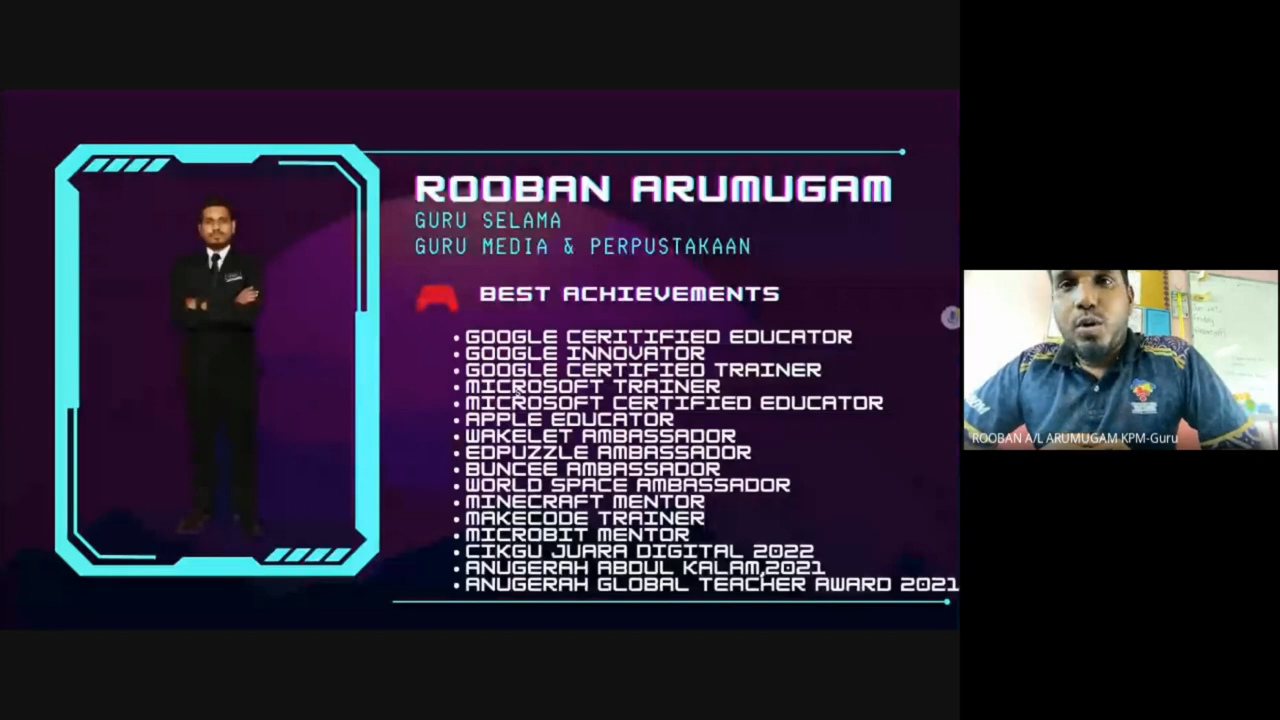 ROOBAN ARUMUGAM
GURU SELAMA
GURU MEDIA & PERPUSTAKAAN
BEST ACHIEVEMENTS
• GOOGLE CERITIFIED EDUCATOR
• GOOGLE INNOVATOR
• GOOGLE CERTIFIED TRAINER
• MICROSOFT TRAINER
• MICROSOFT CERTIFIED EDUCATOR
• APPLE EDUCATOR
• WAKELET AMBASSADOR
• EDPUZZLE AMBASSADOR
• BUNCEE AMBASSADOR
• WORLD SPACE AMBASSADOR
• MINECRAFT MENTOR
• MAKECODE TRAINER
• MICROBIT MENTOR
• CIKGU JUARA DIGITAL 2022
• ANUGERAH ABDUL KALAM,2021
• ANUGERAH GLOBAL TEACHER AWARD 2021
Friday
ROOBAN A/L ARUMUGAM KPM-Guru